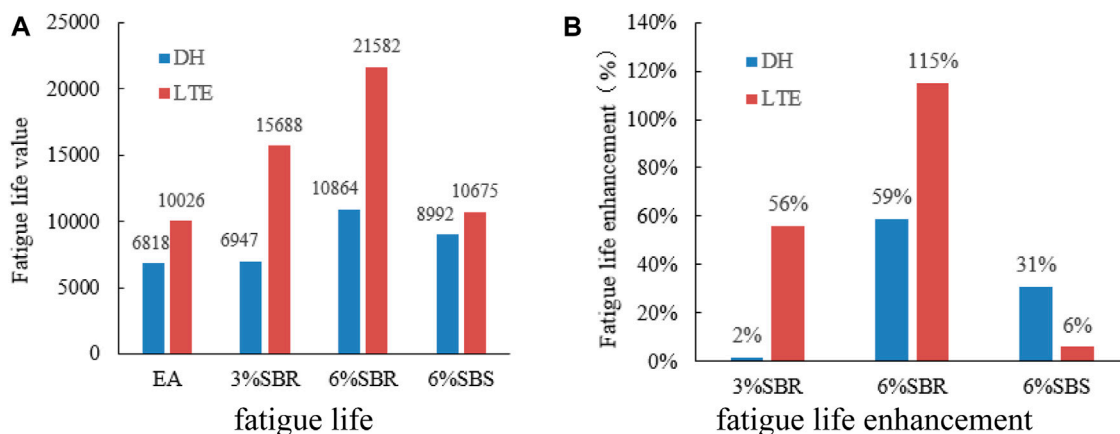 A
Fatigue life value
25000
20000
15000
10000
5000
0
DH
LTE
6818
10026
6947
15688
10864
21582
8992
10675
EA 3%SBR 6%SBR 6%SBS
fatigue life
B
Fatigue life enhancement (%)
140%
120%
100%
80%
60%
40%
20%
0%
DH
LTE
2%
56%
59%
115%
31%
6%
3%SBR 6%SBR 6%SBS
fatigue life enhancement